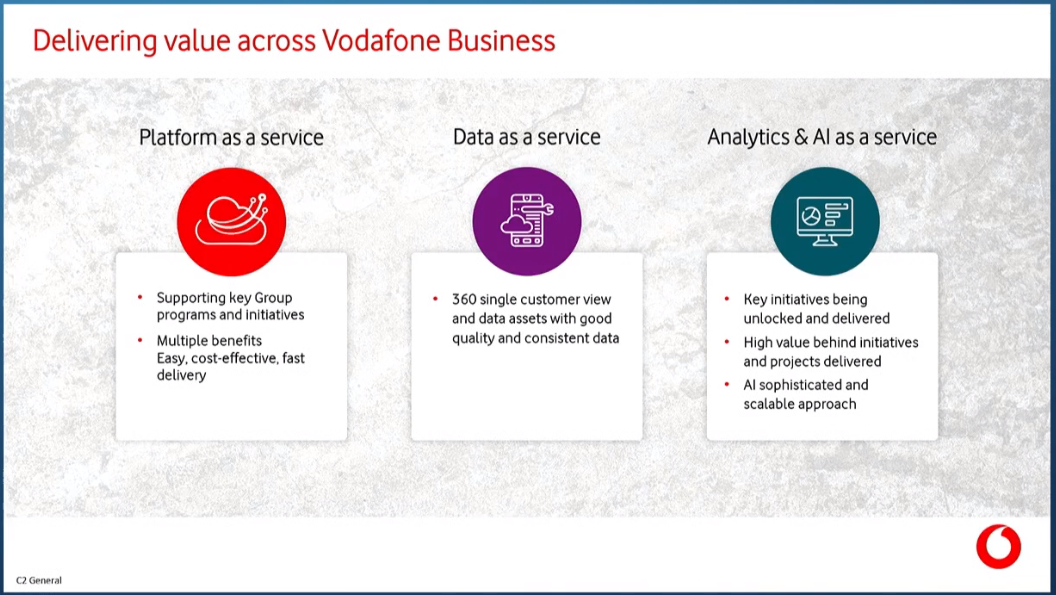 Delivering value across Vodafone Business
Platform as a service
• Supporting key Group
programs and initiatives
• Multiple benefits
Easy, cost-effective, fast
delivery
Data as a service
• 360 single customer view
and data assets with good
quality and consistent data
Analytics & AI as a service
• Key initiatives being
unlocked and delivered
• High value behind initiatives
and projects delivered
• AI sophisticated and
scalable approach
C2 General